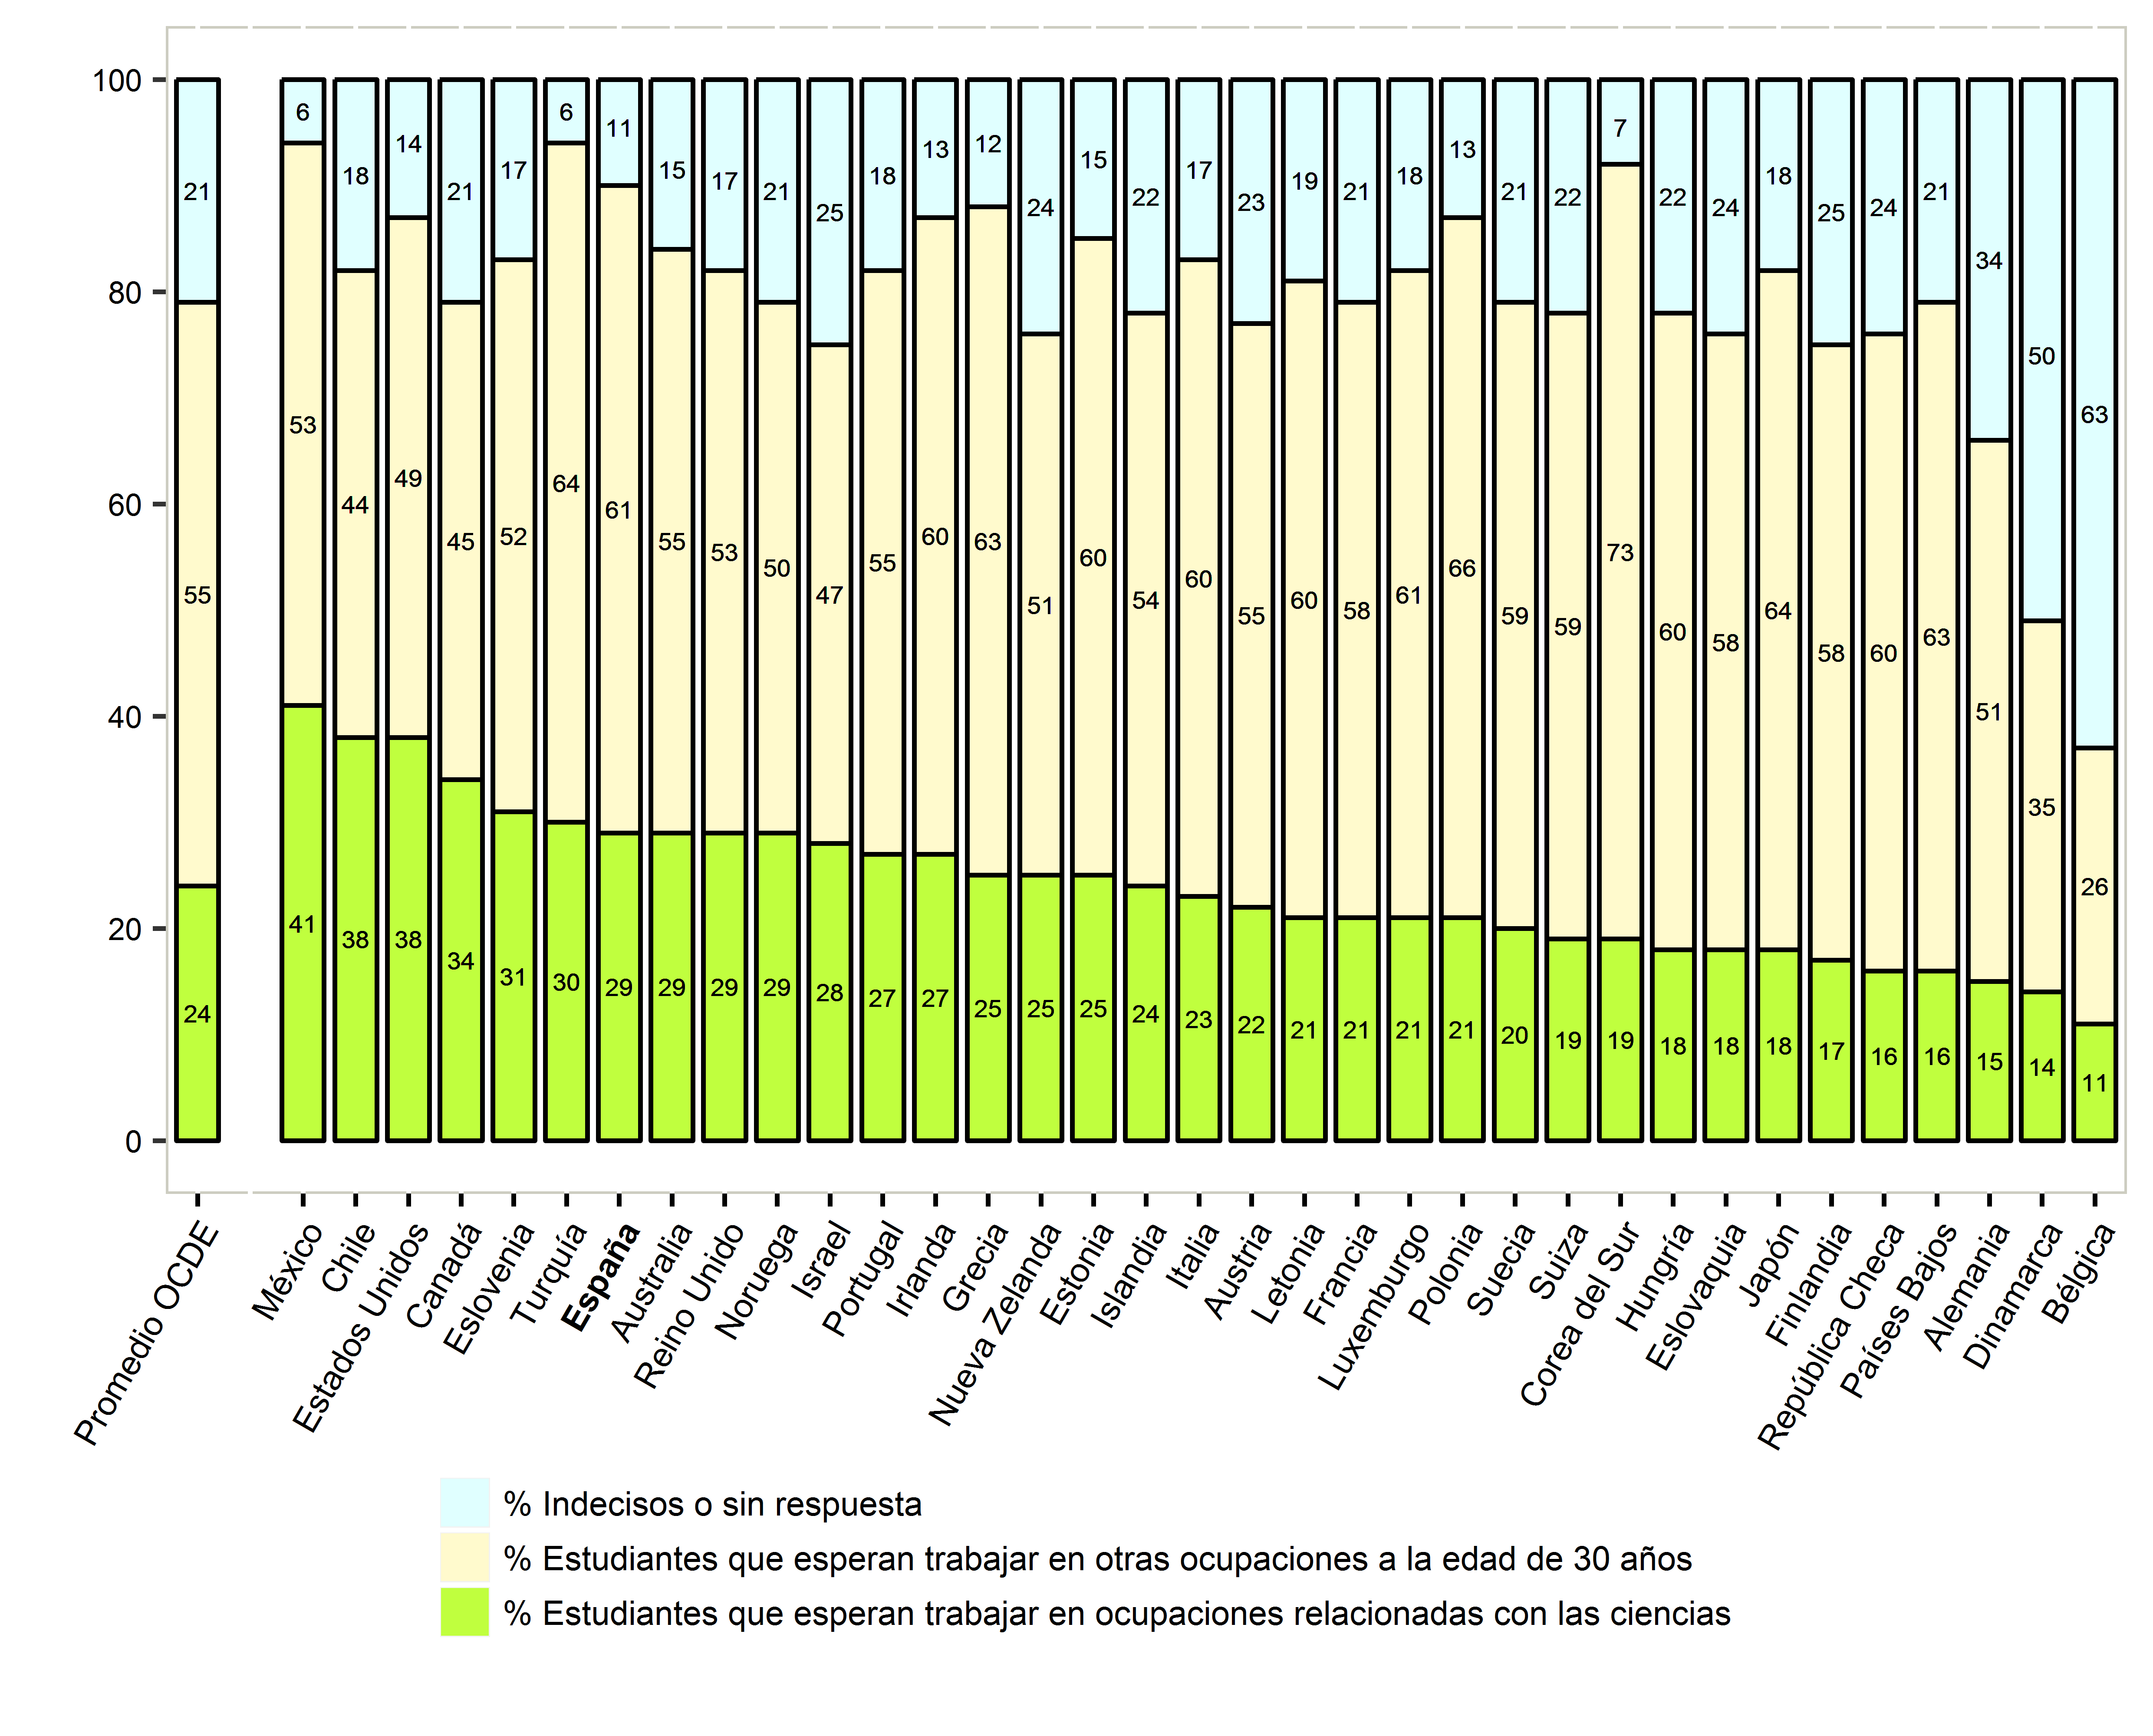 100
80
60
40
20
0
21 6 18 14 21 17 6 11 15 17 21 25 18 13 12 24 15 22 17 23 19 21 18 13 21 22 7 22 24 18 25 24 21 34 50 63
55 53 44 49 45 52 64 61 55 53 50 47 55 60 63 51 60 54 60 55 60 58 61 66 59 59 73 60 58 64 58 60 63 51 35 26
24 41 38 38 34 31 30 29 29 29 29 28 27 27 25 25 25 24 23 22 21 21 21 21 20 19 19 18 18 18 17 16 16 15 14 11
Promedio OCDE
México
Chile
Estados Unidos
Canadá
Eslovenia
Turquía
España
Australia
Reino Unido
Noruega
Israel
Portugal
Irlanda
Grecia
Nueva Zelanda
Estonia
Islandia
Italia
Austria
Letonia
Francia
Luxemburgo
Polonia
Suecia
Suiza
Corea del Sur
Hungría
Eslovaquia
Japón
Finlandia
República Checa
Países Bajos
Alemania
Dinamarca
Bélgica
% Indecisos o sin respuesta
% Estudiantes que esperan trabajar en otras ocupaciones a la edad de 30 años
% Estudiantes que esperan trabajar en ocupaciones relacionadas con las ciencias